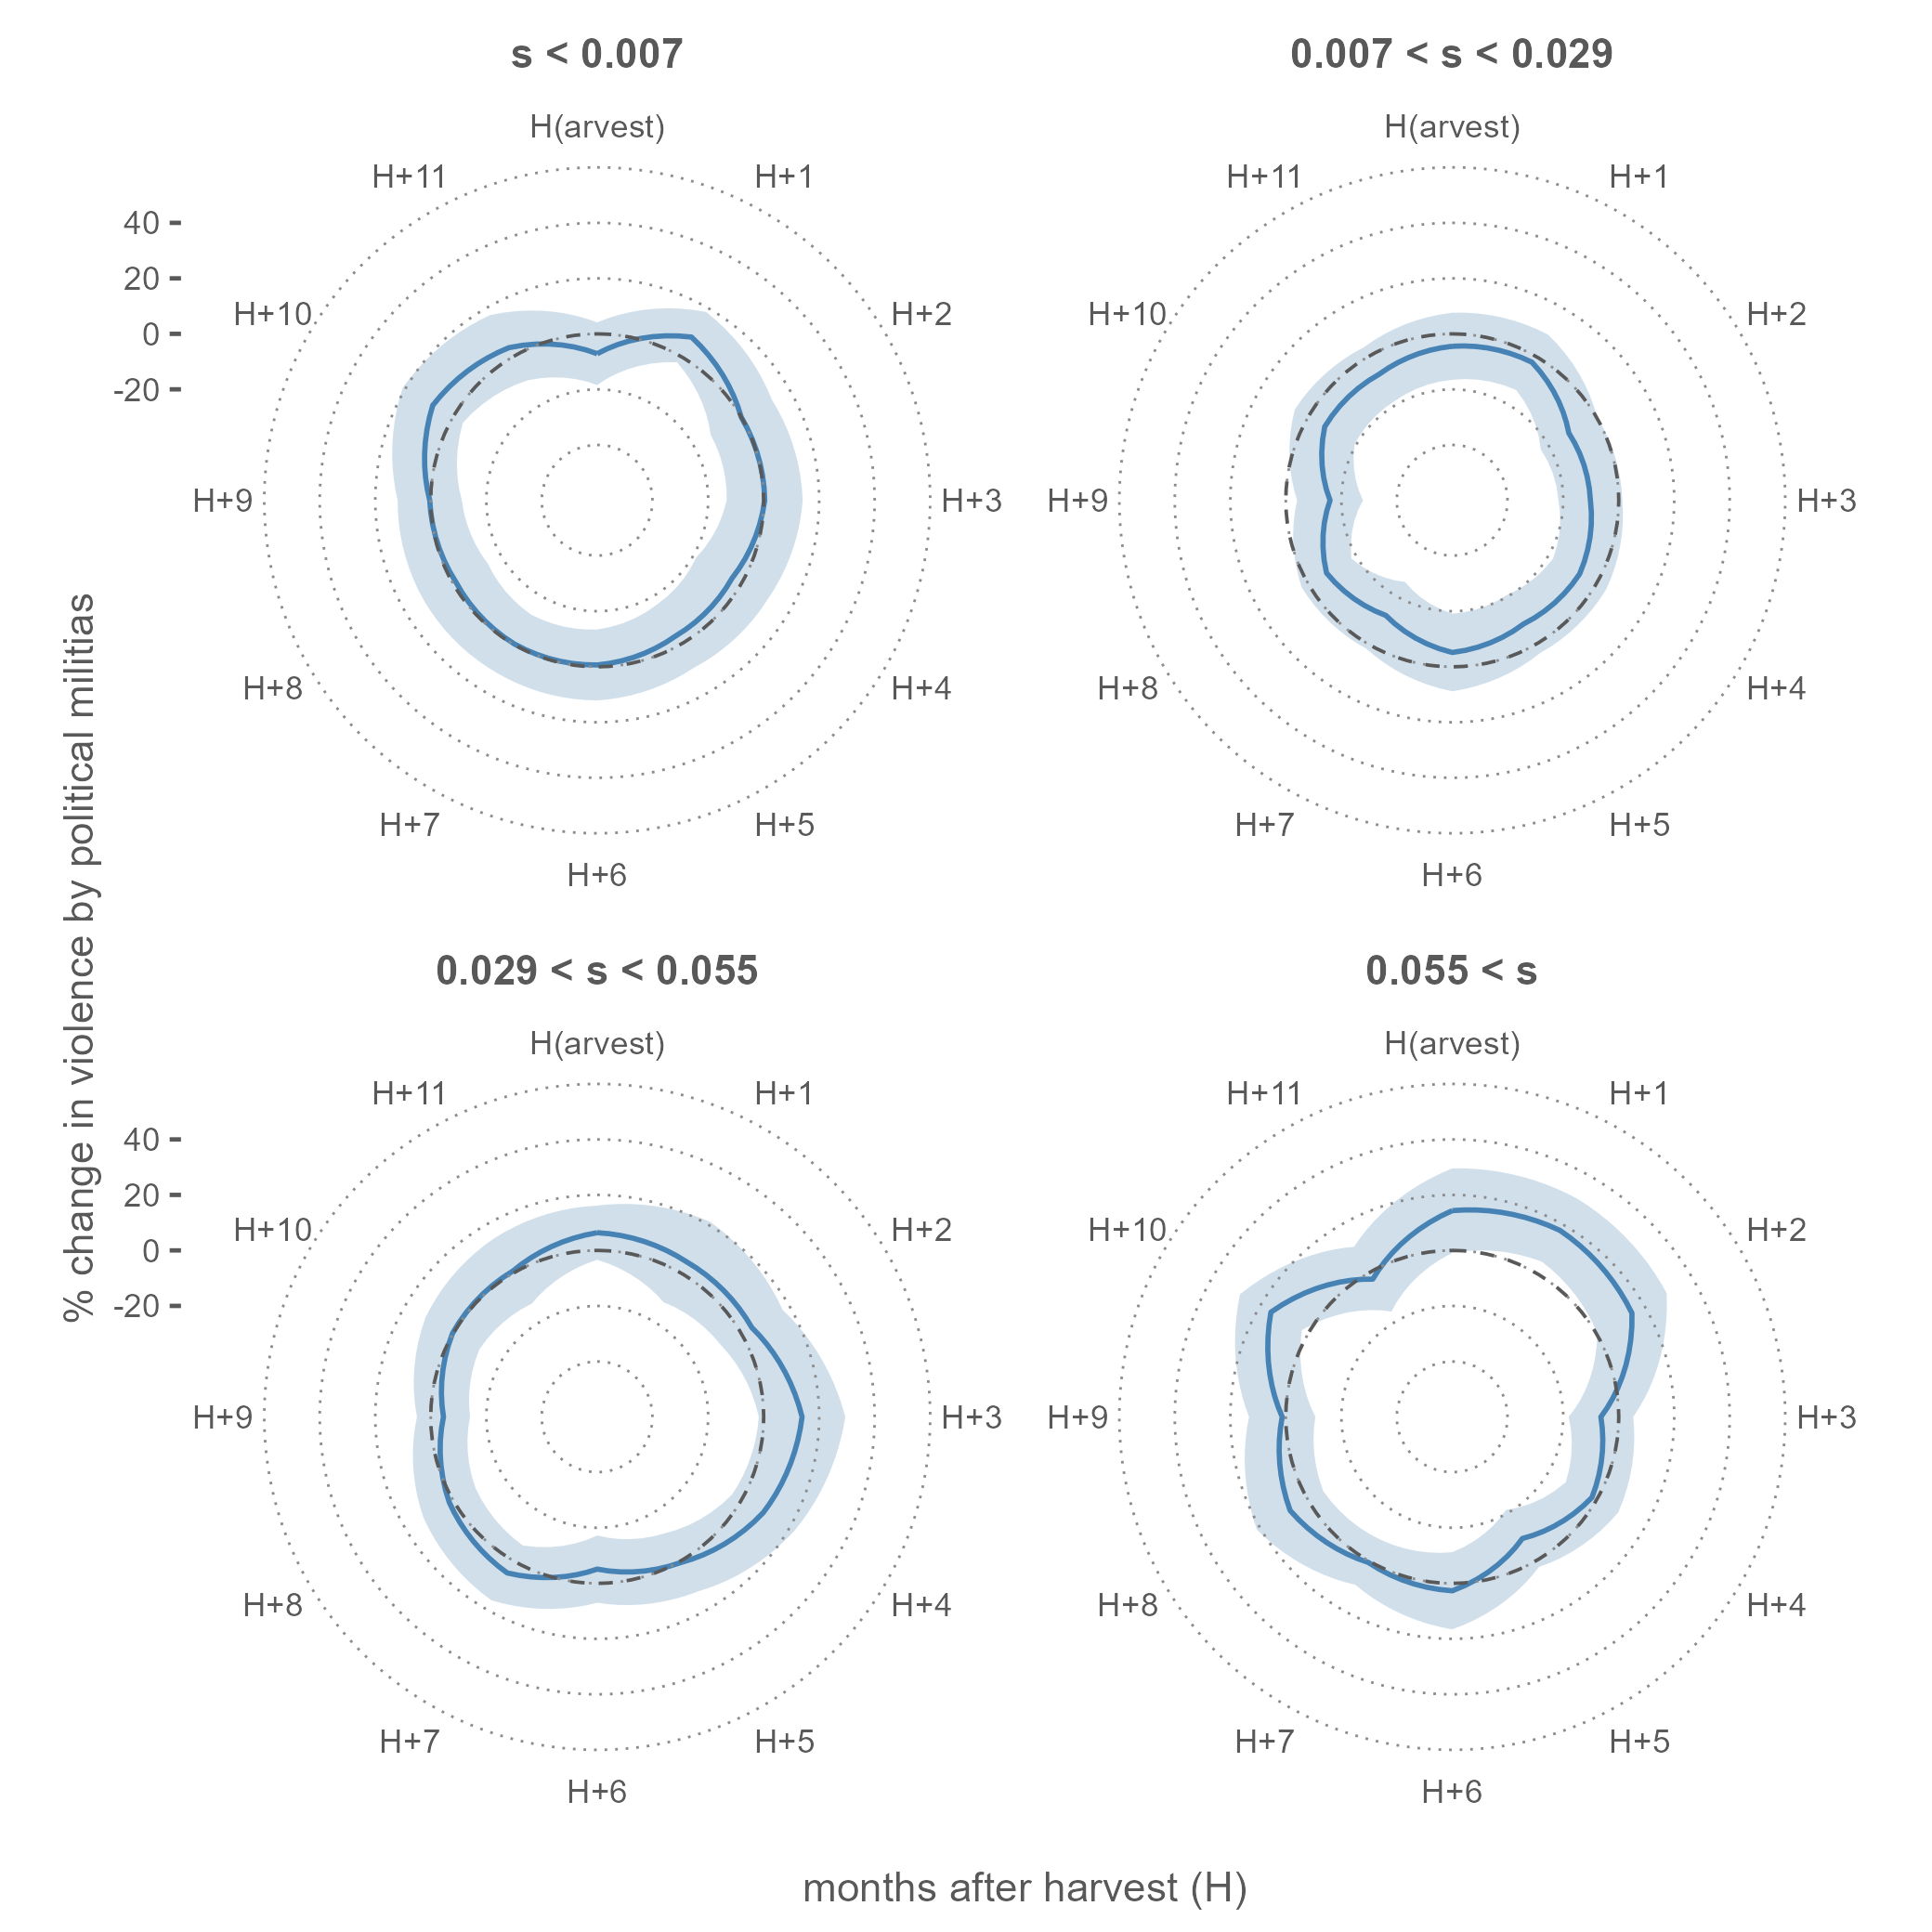 s < 0.007
H(arvest)
H+1
H+2
H+3
H+4
H+5
H+6
H+7
H+8
H+9
H+10
H+11
40
20
0
-20
0.007 < s < 0.029
H(arvest)
H+1
H+2
H+3
H+4
H+5
H+6
H+7
H+8
H+9
H+10
H+11
% change in violence by political militias
0.029 < s < 0.055
H(arvest)
H+1
H+2
H+3
H+4
H+5
H+6
H+7
H+8
H+9
H+10
H+11
40
20
0
-20
0.055 < s
H(arvest)
H+1
H+2
H+3
H+4
H+5
H+6
H+7
H+8
H+9
H+10
H+11
months after harvest (H)